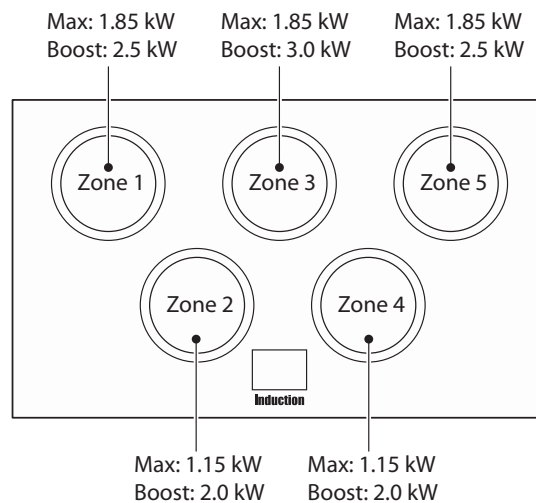 Max: 1.85 kW
Boost: 2.5 kW
Max: 1.85 kW
Boost: 3.0 kW
Max: 1.85 kW
Boost: 2.5 kW
Zone 1
Zone 3
Zone 5
Zone 2
Zone 4
Induction
Max: 1.15 kW
Boost: 2.0 kW
Max: 1.15 kW
Boost: 2.0 kW